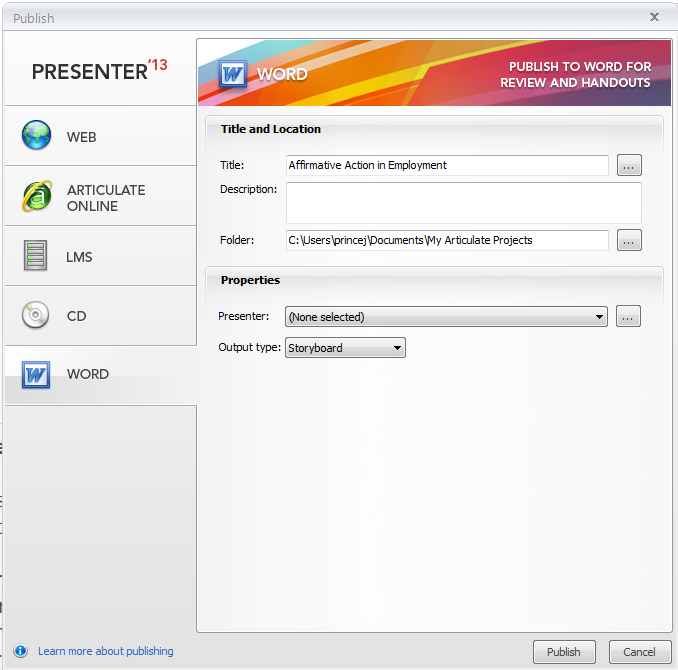 Publish
PRESENTER'13
WORD
PUBLISH TO WORD FOR
REVIEW AND HANDOUTS
WEB
ARTICULATE
ONLINE
LMS
CD
WORD
Title and Location
Title: Affirmative Action in Employment ...
Description:
Folder: C:\Users\princej\Documents\My Articulate Projects ...
Properties
Presenter: (None selected) ...
Output type: Storyboard
Learn more about publishing
Publish Cancel